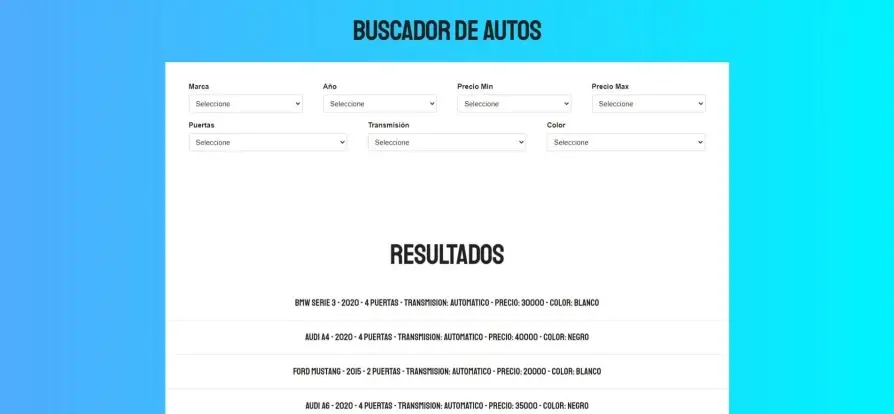 BUSCADOR DE AUTOS
Marca Año Precio Min Precio Max
Seleccione Seleccione Seleccione Seleccione
Puertas Transmisión Color
Seleccione Seleccione Seleccione
RESULTADOS
BMW SERIE 3 - 2020 - 4 PUERTAS - TRANSMISION: AUTOMATICO - PRECIO: 30000 - COLOR: BLANCO
AUDI A4 - 2020 - 4 PUERTAS - TRANSMISION: AUTOMATICO - PRECIO: 40000 - COLOR: NEGRO
FORD MUSTANG - 2015 - 2 PUERTAS - TRANSMISION: AUTOMATICO - PRECIO: 20000 - COLOR: BLANCO
AUDI A6 - 2020 - 4 PUERTAS - TRANSMISION: AUTOMATICO - PRECIO: 35000 - COLOR: NEGRO